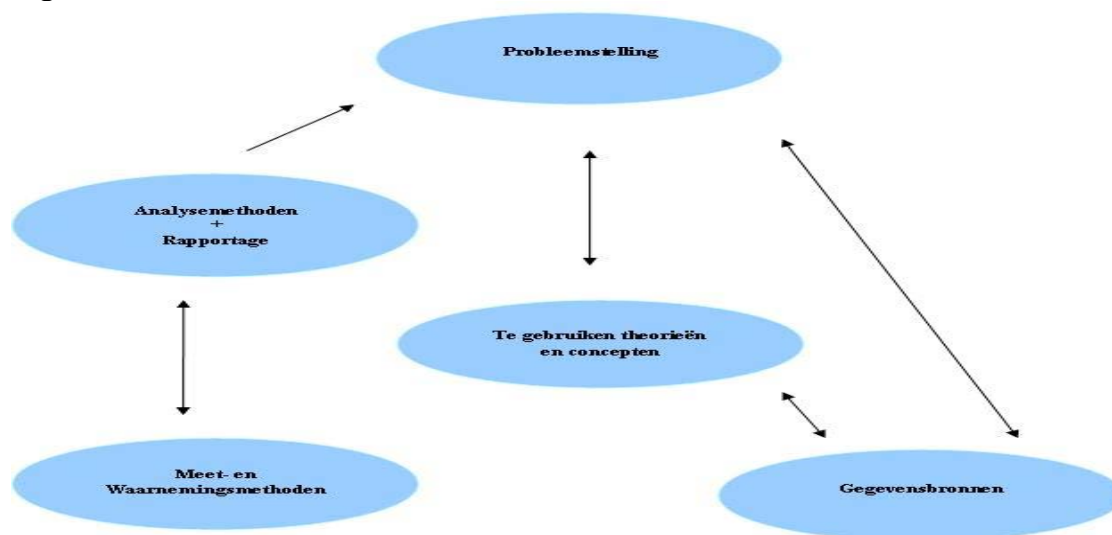 Probleemstelling
Analysemethoden
+
Rapportage
Te gebruiken theorieën
en concepten
Meet- en
Waarnemingsmethoden
Gegevensbronnen